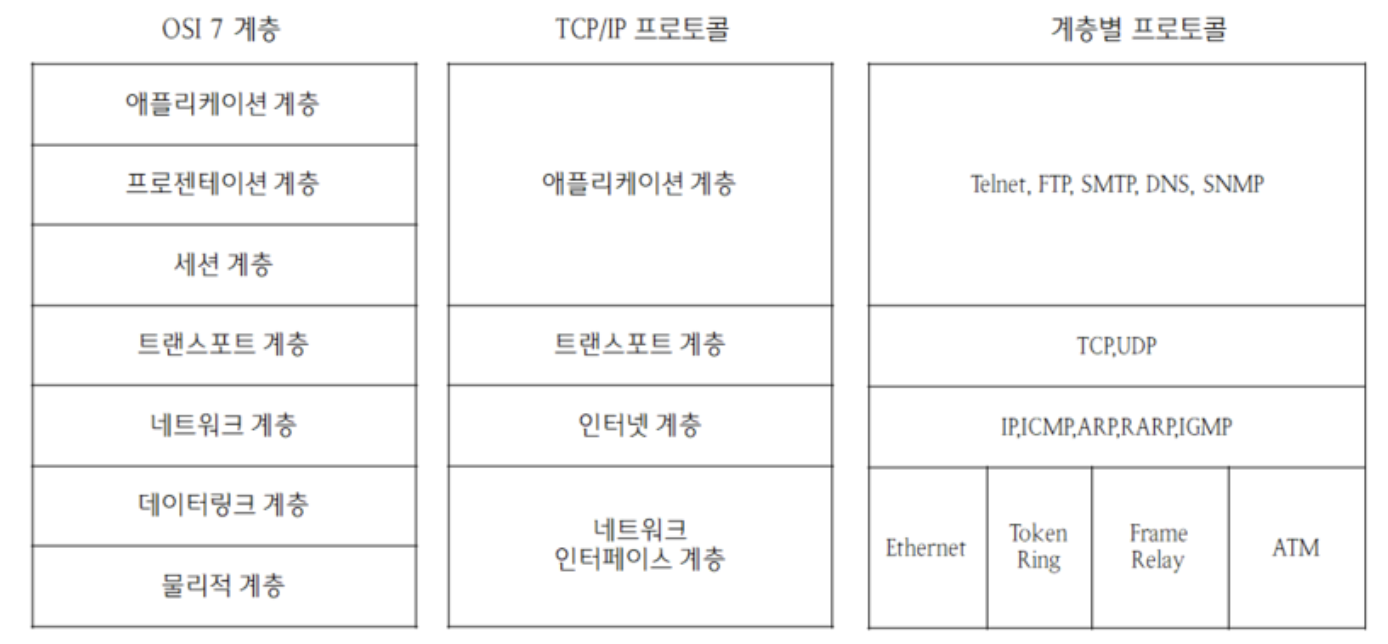 OSI 7 계층
TCP/IP 프로토콜
계층별 프로토콜
애플리케이션 계층
프로젠테이션 계층
세션 계층
트랜스포트 계층
네트워크 계층
데이터링크 계층
물리적 계층
애플리케이션 계층
트랜스포트 계층
인터넷 계층
네트워크
인터페이스 계층
Telnet, FTP, SMTP, DNS, SNMP
TCP,UDP
IP,ICMP,ARP,RARP,IGMP
Ethernet
Token
Ring
Frame
Relay
ATM